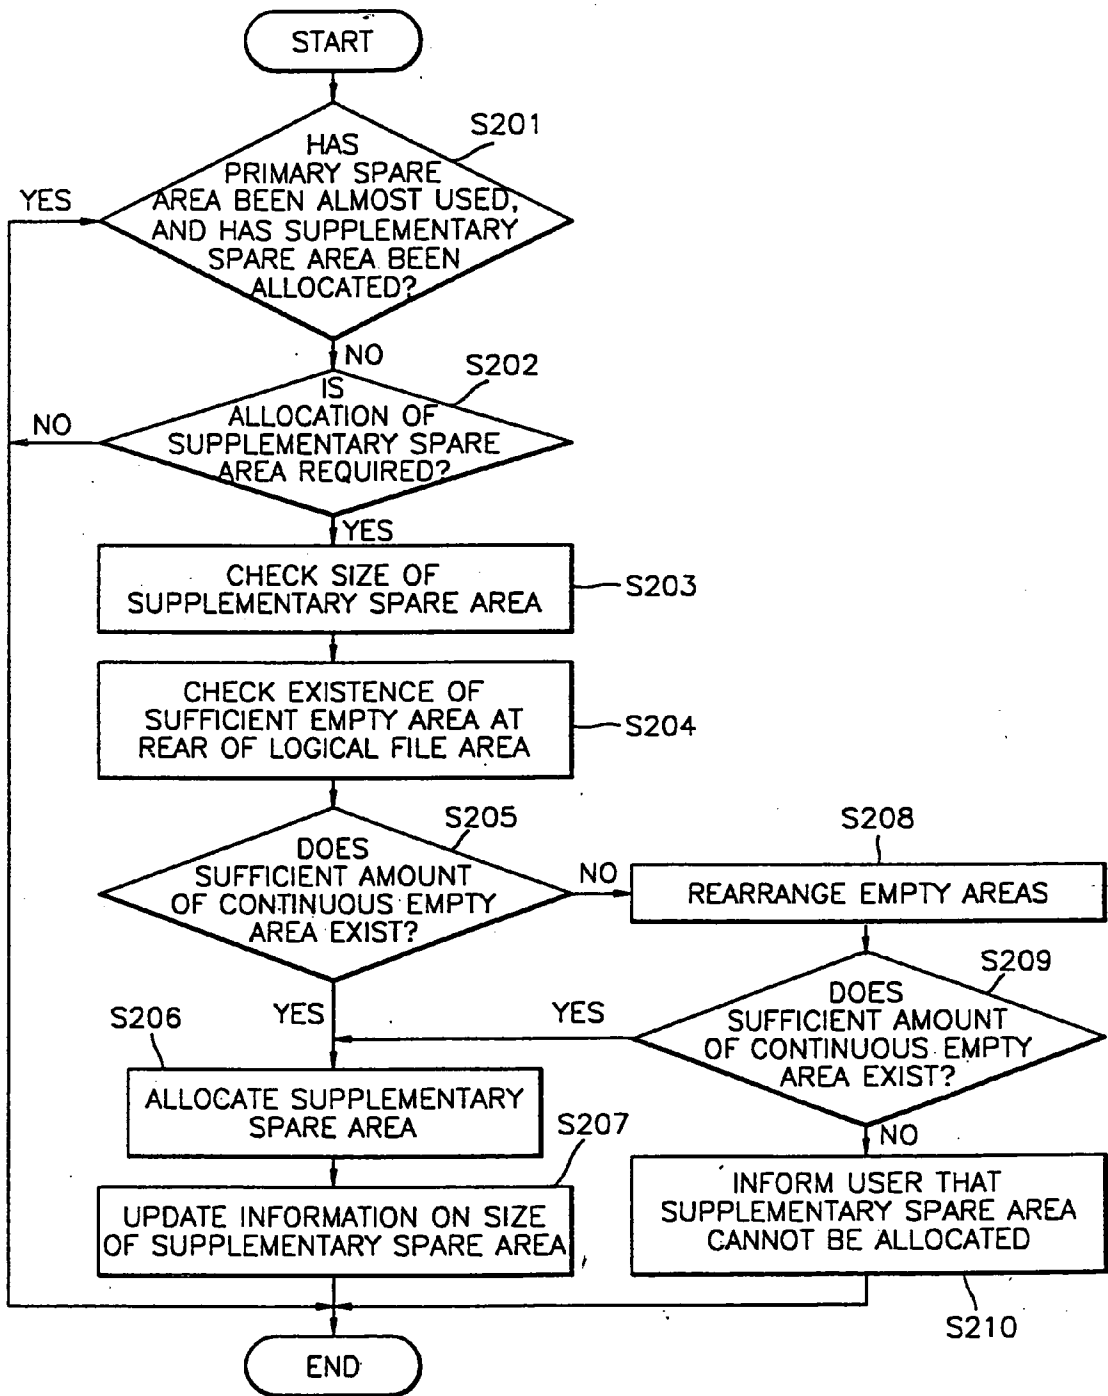 START
S201
HAS
PRIMARY SPARE
AREA BEEN ALMOST USED,
AND HAS SUPPLEMENTARY
SPARE AREA BEEN
ALLOCATED?
YES
NO
S202
IS
ALLOCATION OF
SUPPLEMENTARY SPARE
AREA REQUIRED?
NO
YES
CHECK SIZE OF
SUPPLEMENTARY SPARE AREA
S203
CHECK EXISTENCE OF
SUFFICIENT EMPTY AREA AT
REAR OF LOGICAL FILE AREA
S204
S205
DOES
SUFFICIENT AMOUNT
OF CONTINUOUS EMPTY
AREA EXIST?
NO
S208
REARRANGE EMPTY AREAS
S209
DOES
SUFFICIENT AMOUNT
OF CONTINUOUS EMPTY
AREA EXIST?
YES
YES
S206
ALLOCATE SUPPLEMENTARY
SPARE AREA
S207
UPDATE INFORMATION ON SIZE
OF SUPPLEMENTARY SPARE AREA
NO
INFORM USER THAT
SUPPLEMENTARY SPARE AREA
CANNOT BE ALLOCATED
S210
END